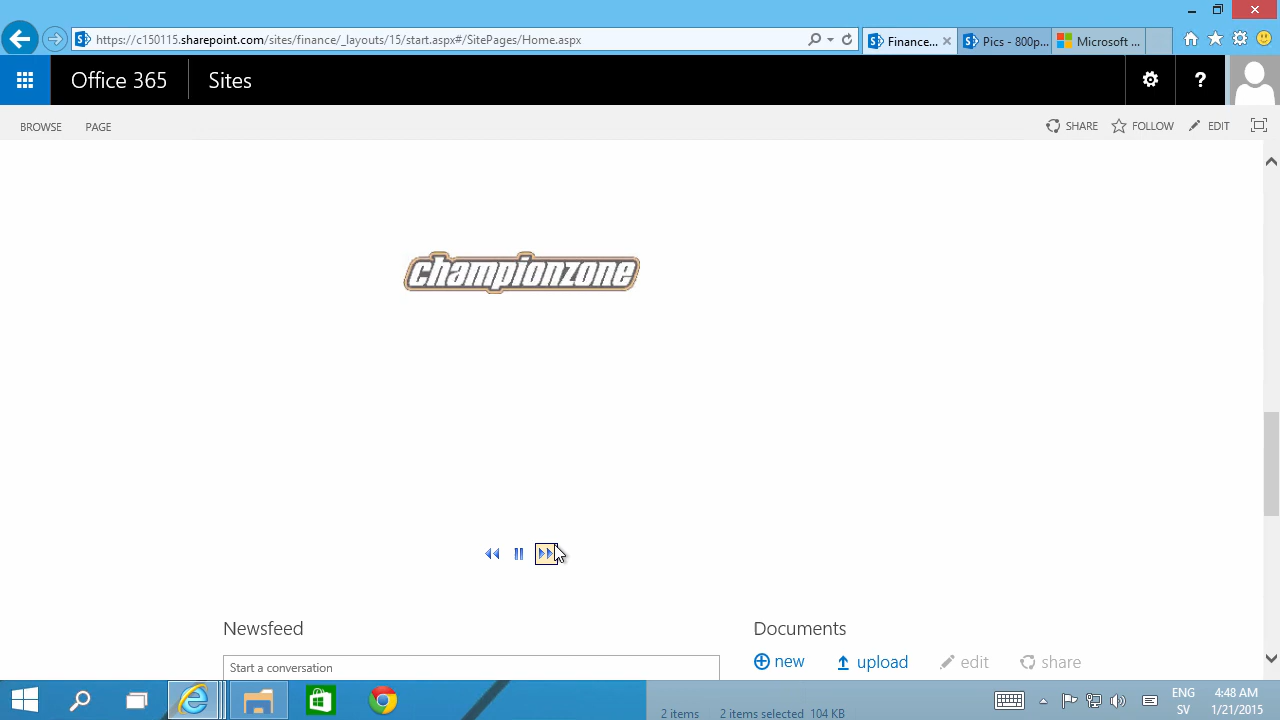 https://c150115.sharepoint.com/sites/finance/_layouts/15/start.aspx#/SitePages/Home.aspx
Finance...
Pics - 800p...
Microsoft ...
Office 365
Sites
?
BROWSE
PAGE
SHARE
FOLLOW
EDIT
championzone
Newsfeed
Documents
Start a conversation
new
upload
edit
share
2 items
2 items selected 104 KB
ENG
SV
4:48 AM
1/21/2015